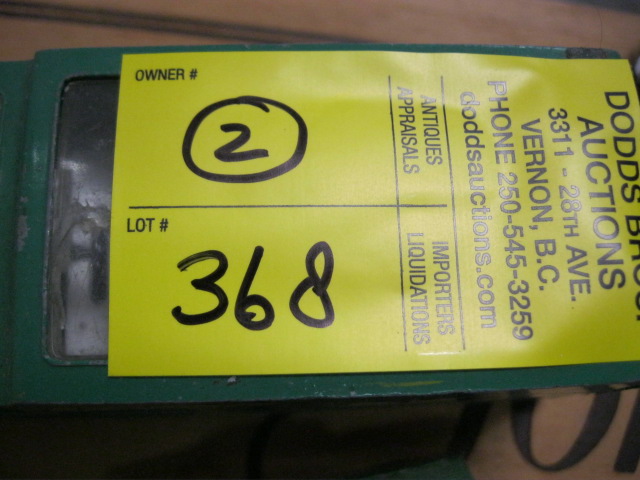 OWNER #
2
LOT #
368
ANTIQUES
APPRAISALS
IMPORTERS
LIQUIDATIONS
DODDS BROS.
AUCTIONS
3311 - 28TH AVE.
VERNON, B.C.
PHONE 250-545-3259
doddsauctions.com